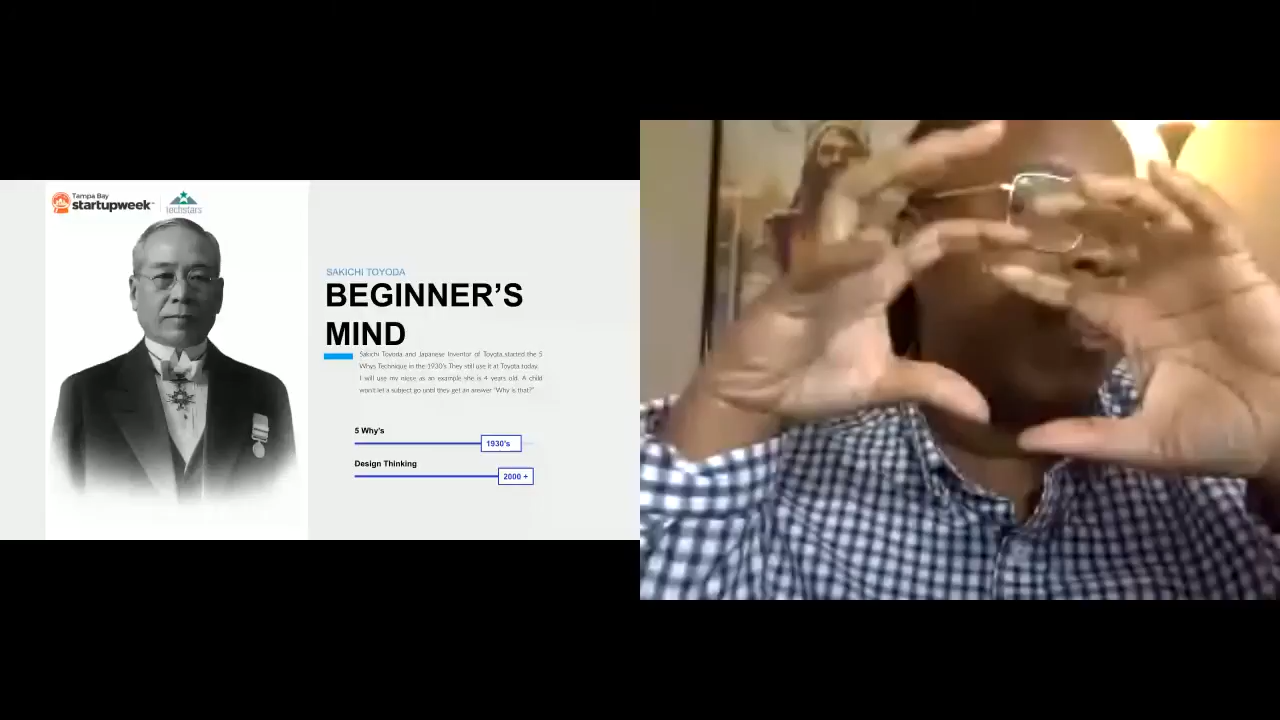 Tampa Bay
startupweek
techstars
SAKICHI TOYODA
BEGINNER'S
MIND
Sakichi Toyoda and Japanese Inventor of Toyota started the 5
Whys Technique in the 1930's They still use it at Toyota today.
I will use my niese as an example she is 4 years old. A child
won't let a subject go until they get an answer "Why is that?"
5 Why's
1930's
Design Thinking
2000 +